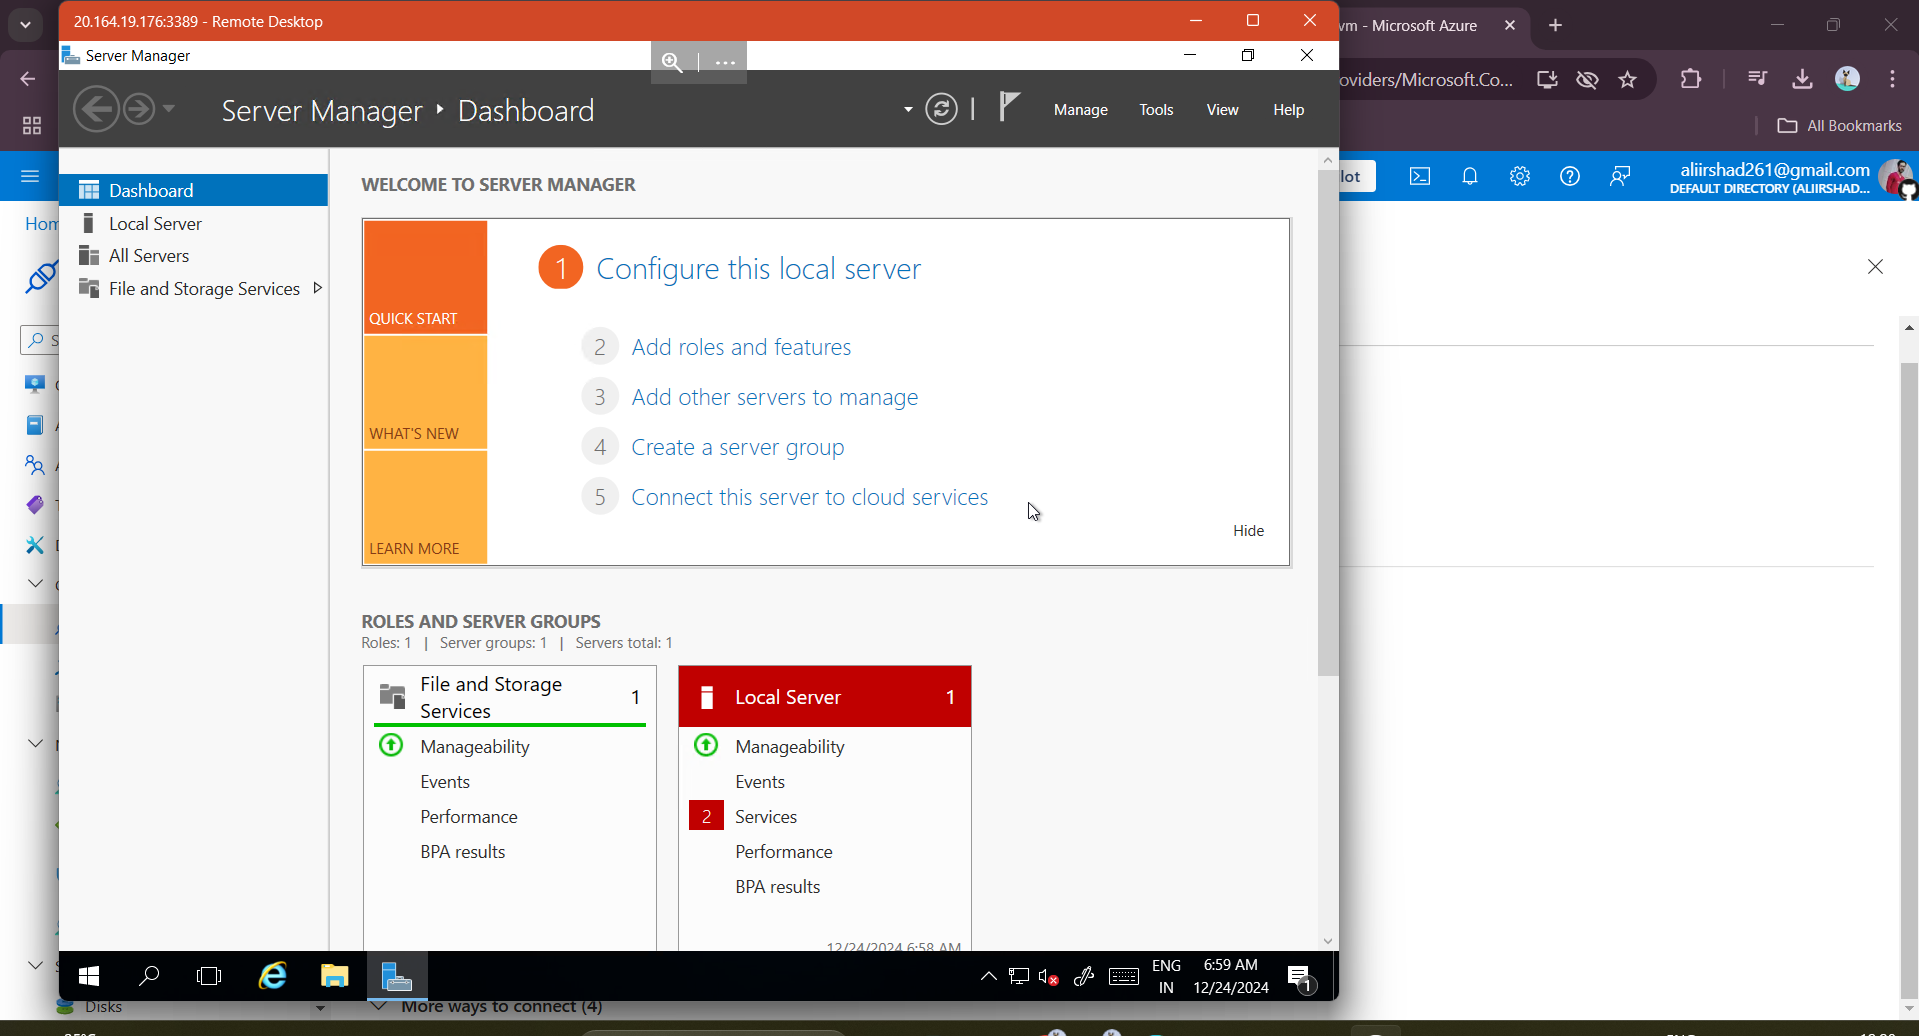 20.164.19.176:3389 - Remote Desktop
vm - Microsoft Azure
Server Manager
oviders/Microsoft.Co...
Server Manager ‣ Dashboard
Manage
Tools
View
Help
All Bookmarks
lot
aliirshad261@gmail.com
DEFAULT DIRECTORY (ALIIRSHAD...
Hom
Dashboard
Local Server
All Servers
File and Storage Services
WELCOME TO SERVER MANAGER
QUICK START
WHAT'S NEW
LEARN MORE
1 Configure this local server
2 Add roles and features
3 Add other servers to manage
4 Create a server group
5 Connect this server to cloud services
Hide
ROLES AND SERVER GROUPS
Roles: 1 | Server groups: 1 | Servers total: 1
File and Storage
Services
1
Manageability
Events
Performance
BPA results
Local Server 1
Manageability
Events
2 Services
Performance
BPA results
12/24/2024 6:58 AM
ENG
IN
6:59 AM
12/24/2024
1
Disks
More ways to connect (4)